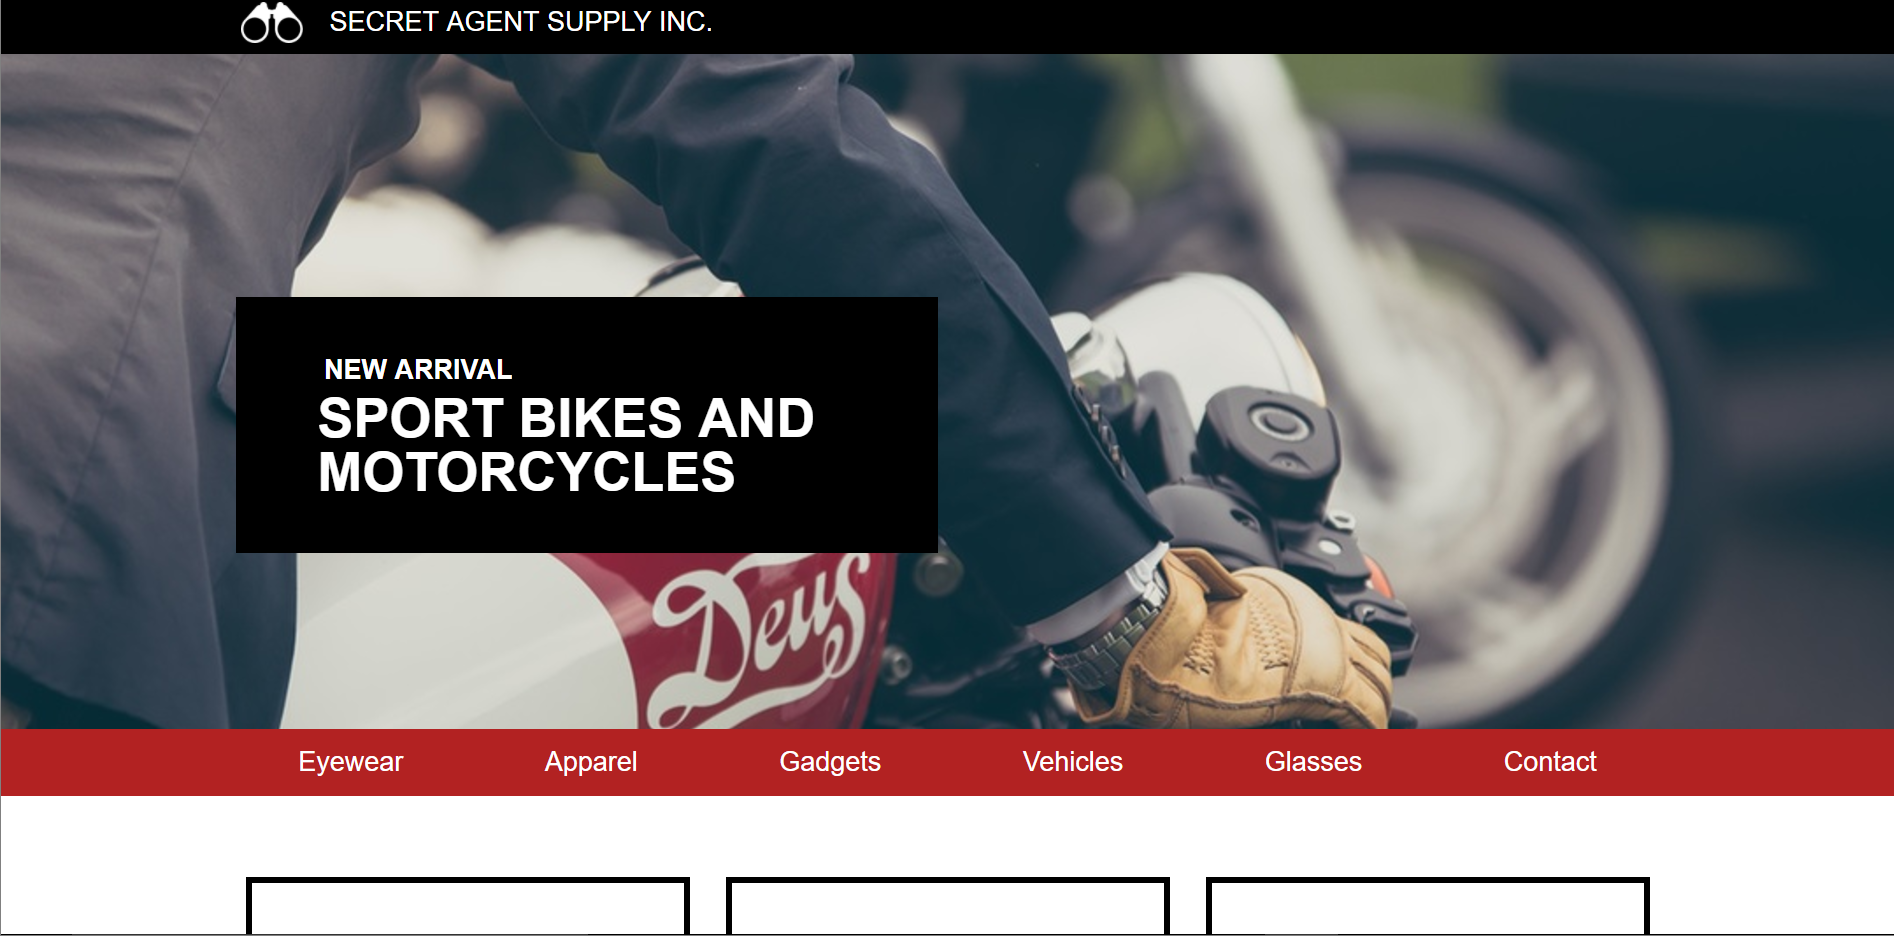 SECRET AGENT SUPPLY INC.
NEW ARRIVAL
SPORT BIKES AND
MOTORCYCLES
Deus
Eyewear Apparel Gadgets Vehicles Glasses Contact